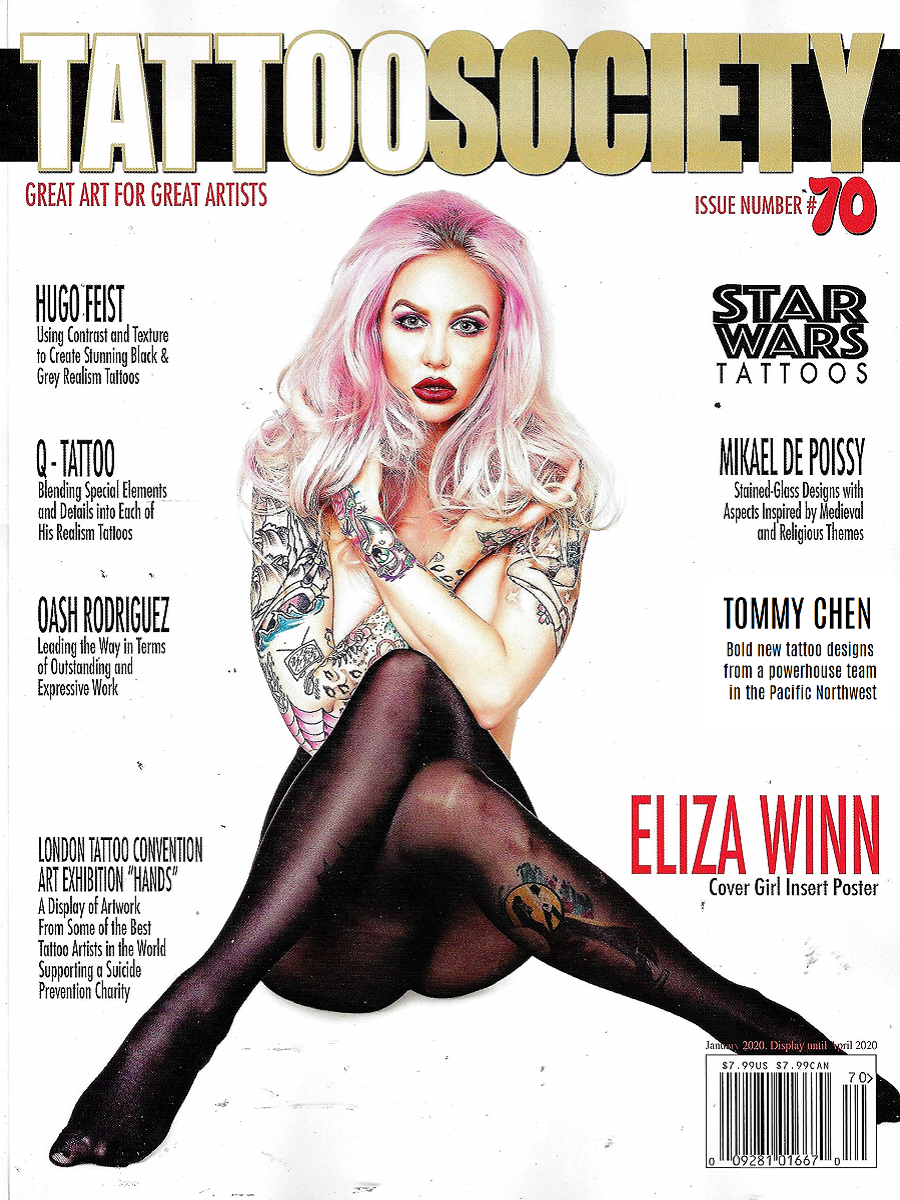 TATTOOSOCIETY
GREAT ART FOR GREAT ARTISTS
ISSUE NUMBER #70
HUGO FEIST
Using Contrast and Texture
to Create Stunning Black &
Grey Realism Tattoos
Q - TATTOO
Blending Special Elements
and Details into Each of
His Realism Tattoos
OASH RODRIGUEZ
Leading the Way in Terms
of Outstanding and
Expressive Work
LONDON TATTOO CONVENTION
ART EXHIBITION "HANDS"
A Display of Artwork
From Some of the Best
Tattoo Artists in the World
Supporting a Suicide
Prevention Charity
STAR
WARS
TATTOOS
MIKAEL DE POISSY
Stained-Glass Designs with
Aspects Inspired by Medieval
and Religious Themes
TOMMY CHEN
Bold new tattoo designs
from a powerhouse team
in the Pacific Northwest
ELIZA WINN
Cover Girl Insert Poster
January 2020. Display until April 2020
$7.99US $7.99CAN
70>
0 09281 01667 0